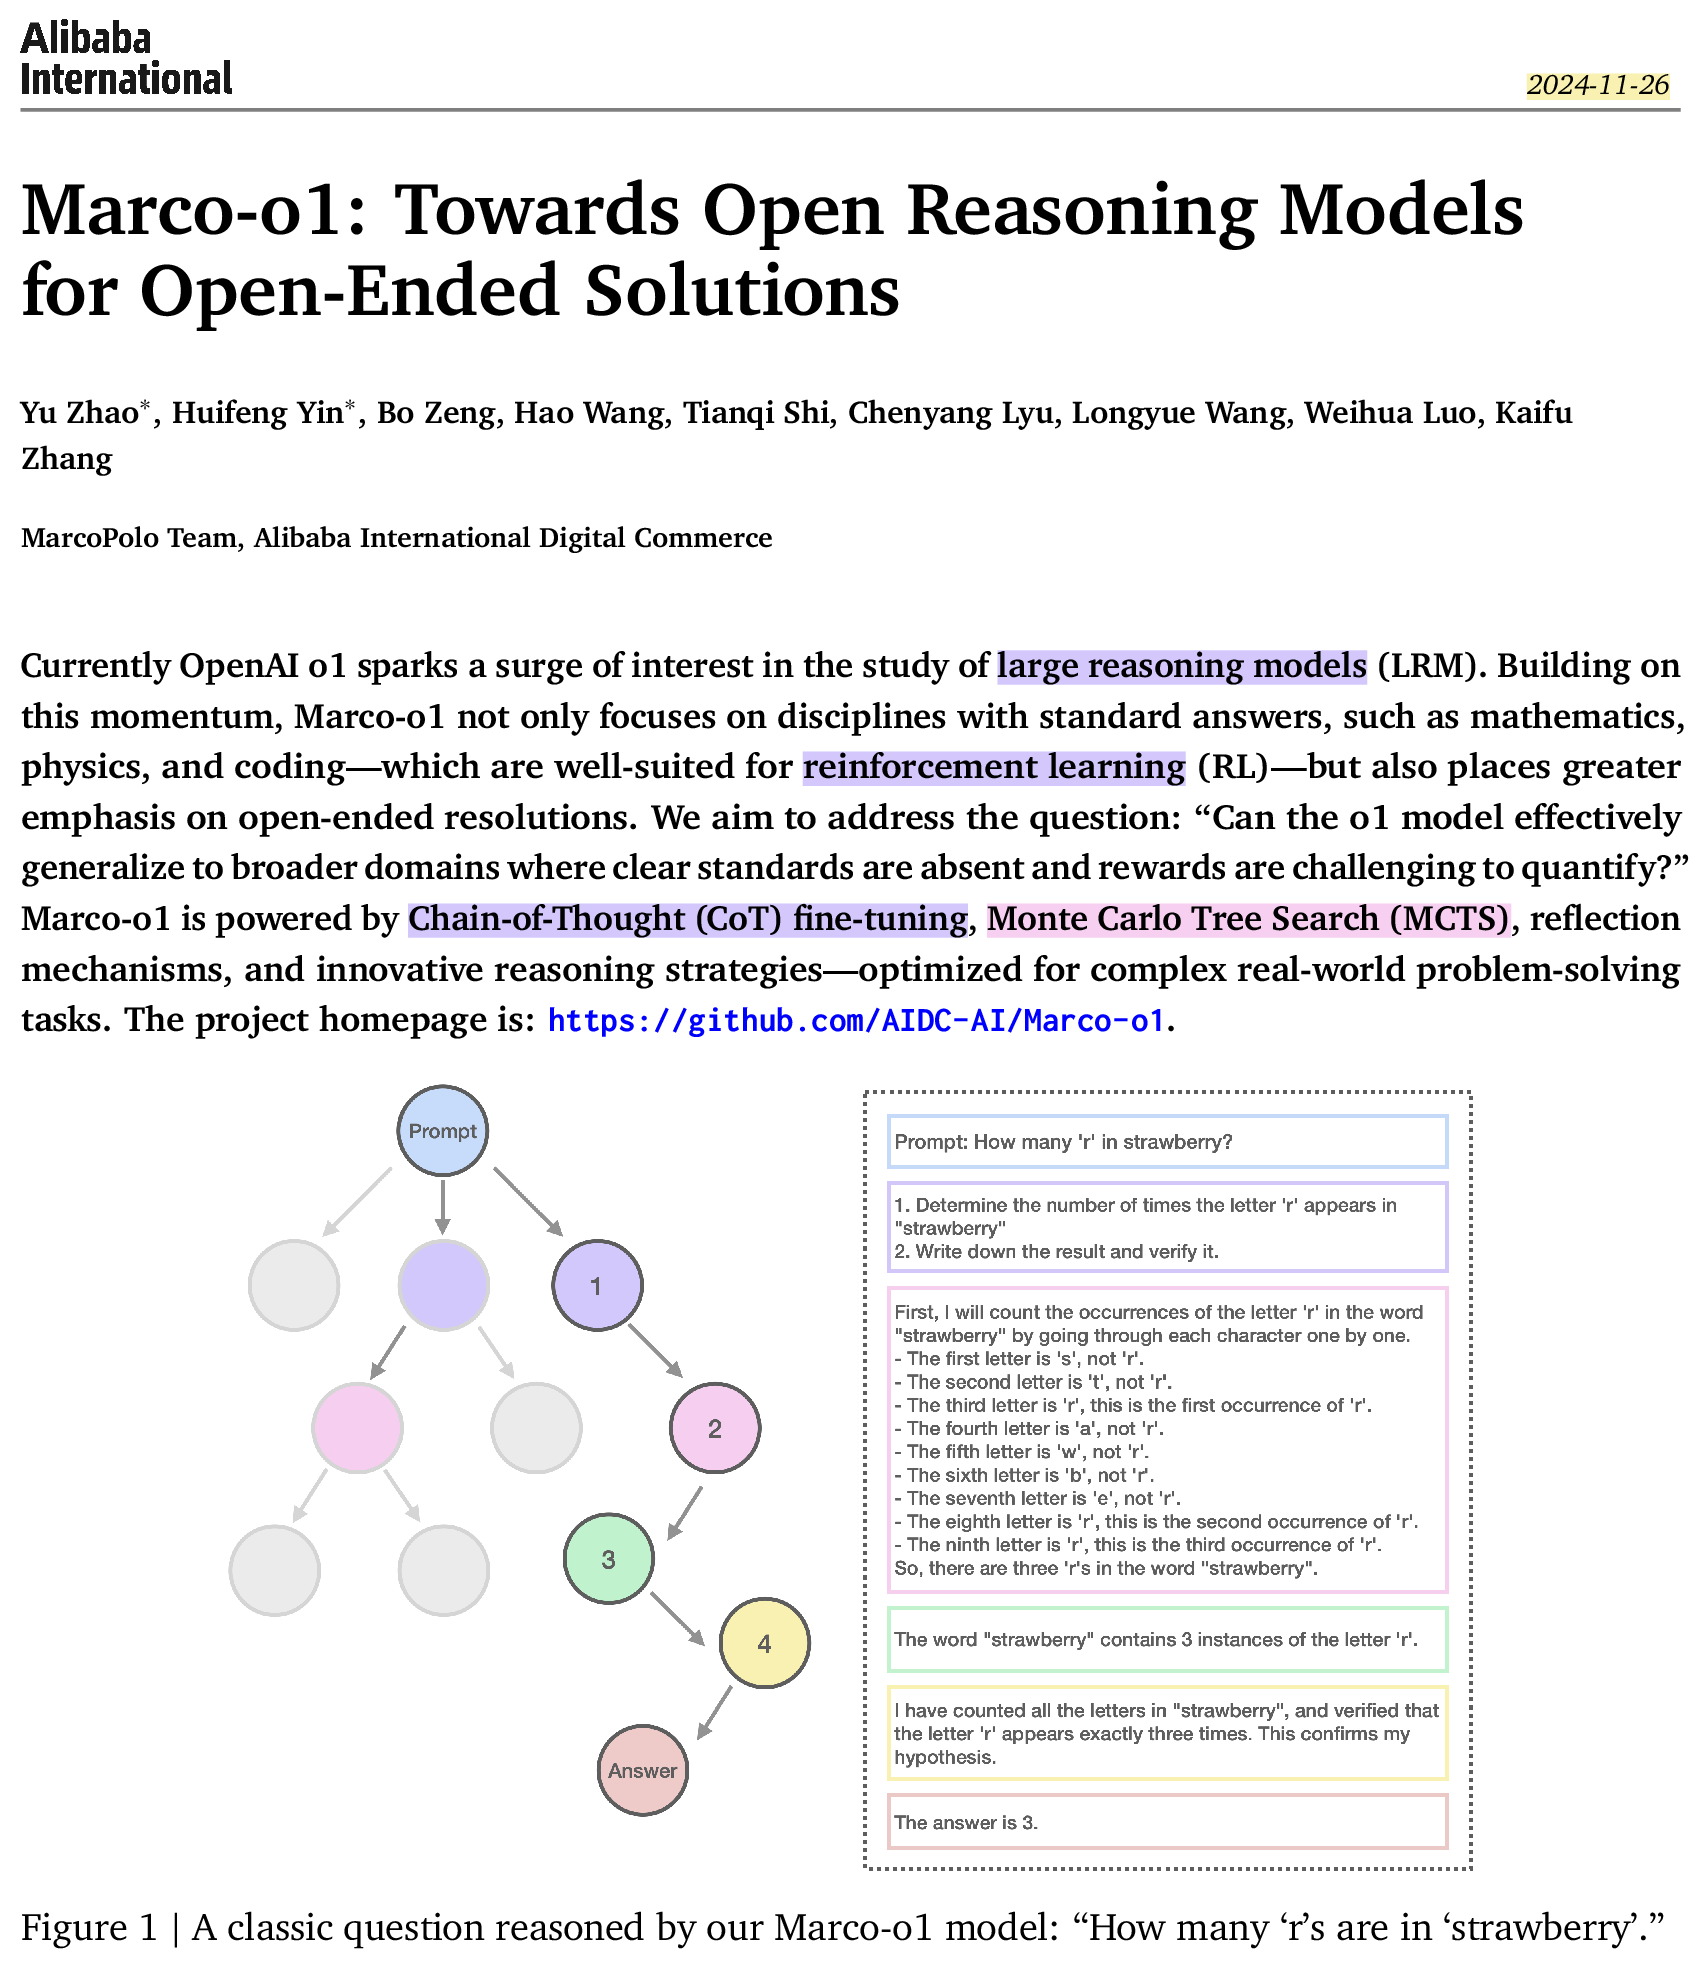 Alibaba
International
2024-11-26
Marco-o1: Towards Open Reasoning Models
for Open-Ended Solutions
Yu Zhao*, Huifeng Yin*, Bo Zeng, Hao Wang, Tianqi Shi, Chenyang Lyu, Longyue Wang, Weihua Luo, Kaifu
Zhang
MarcoPolo Team, Alibaba International Digital Commerce
Currently OpenAI o1 sparks a surge of interest in the study of large reasoning models (LRM). Building on
this momentum, Marco-o1 not only focuses on disciplines with standard answers, such as mathematics,
physics, and coding—which are well-suited for reinforcement learning (RL)—but also places greater
emphasis on open-ended resolutions. We aim to address the question: “Can the o1 model effectively
generalize to broader domains where clear standards are absent and rewards are challenging to quantify?”
Marco-o1 is powered by Chain-of-Thought (CoT) fine-tuning, Monte Carlo Tree Search (MCTS), reflection
mechanisms, and innovative reasoning strategies—optimized for complex real-world problem-solving
tasks. The project homepage is: https://github.com/AIDC-AI/Marco-o1.
Prompt
1
2
3
4
Answer
Prompt: How many 'r' in strawberry?
1. Determine the number of times the letter 'r' appears in
"strawberry"
2. Write down the result and verify it.
First, I will count the occurrences of the letter 'r' in the word
"strawberry" by going through each character one by one.
- The first letter is 's', not 'r'.
- The second letter is 't', not 'r'.
- The third letter is 'r', this is the first occurrence of 'r'.
- The fourth letter is 'a', not 'r'.
- The fifth letter is 'w', not 'r'.
- The sixth letter is 'b', not 'r'.
- The seventh letter is 'e', not 'r'.
- The eighth letter is 'r', this is the second occurrence of 'r'.
- The ninth letter is 'r', this is the third occurrence of 'r'.
So, there are three 'r's in the word "strawberry".
The word "strawberry" contains 3 instances of the letter 'r'.
I have counted all the letters in "strawberry", and verified that
the letter 'r' appears exactly three times. This confirms my
hypothesis.
The answer is 3.
Figure 1 | A classic question reasoned by our Marco-o1 model: “How many ‘r’s are in ‘strawberry’.”